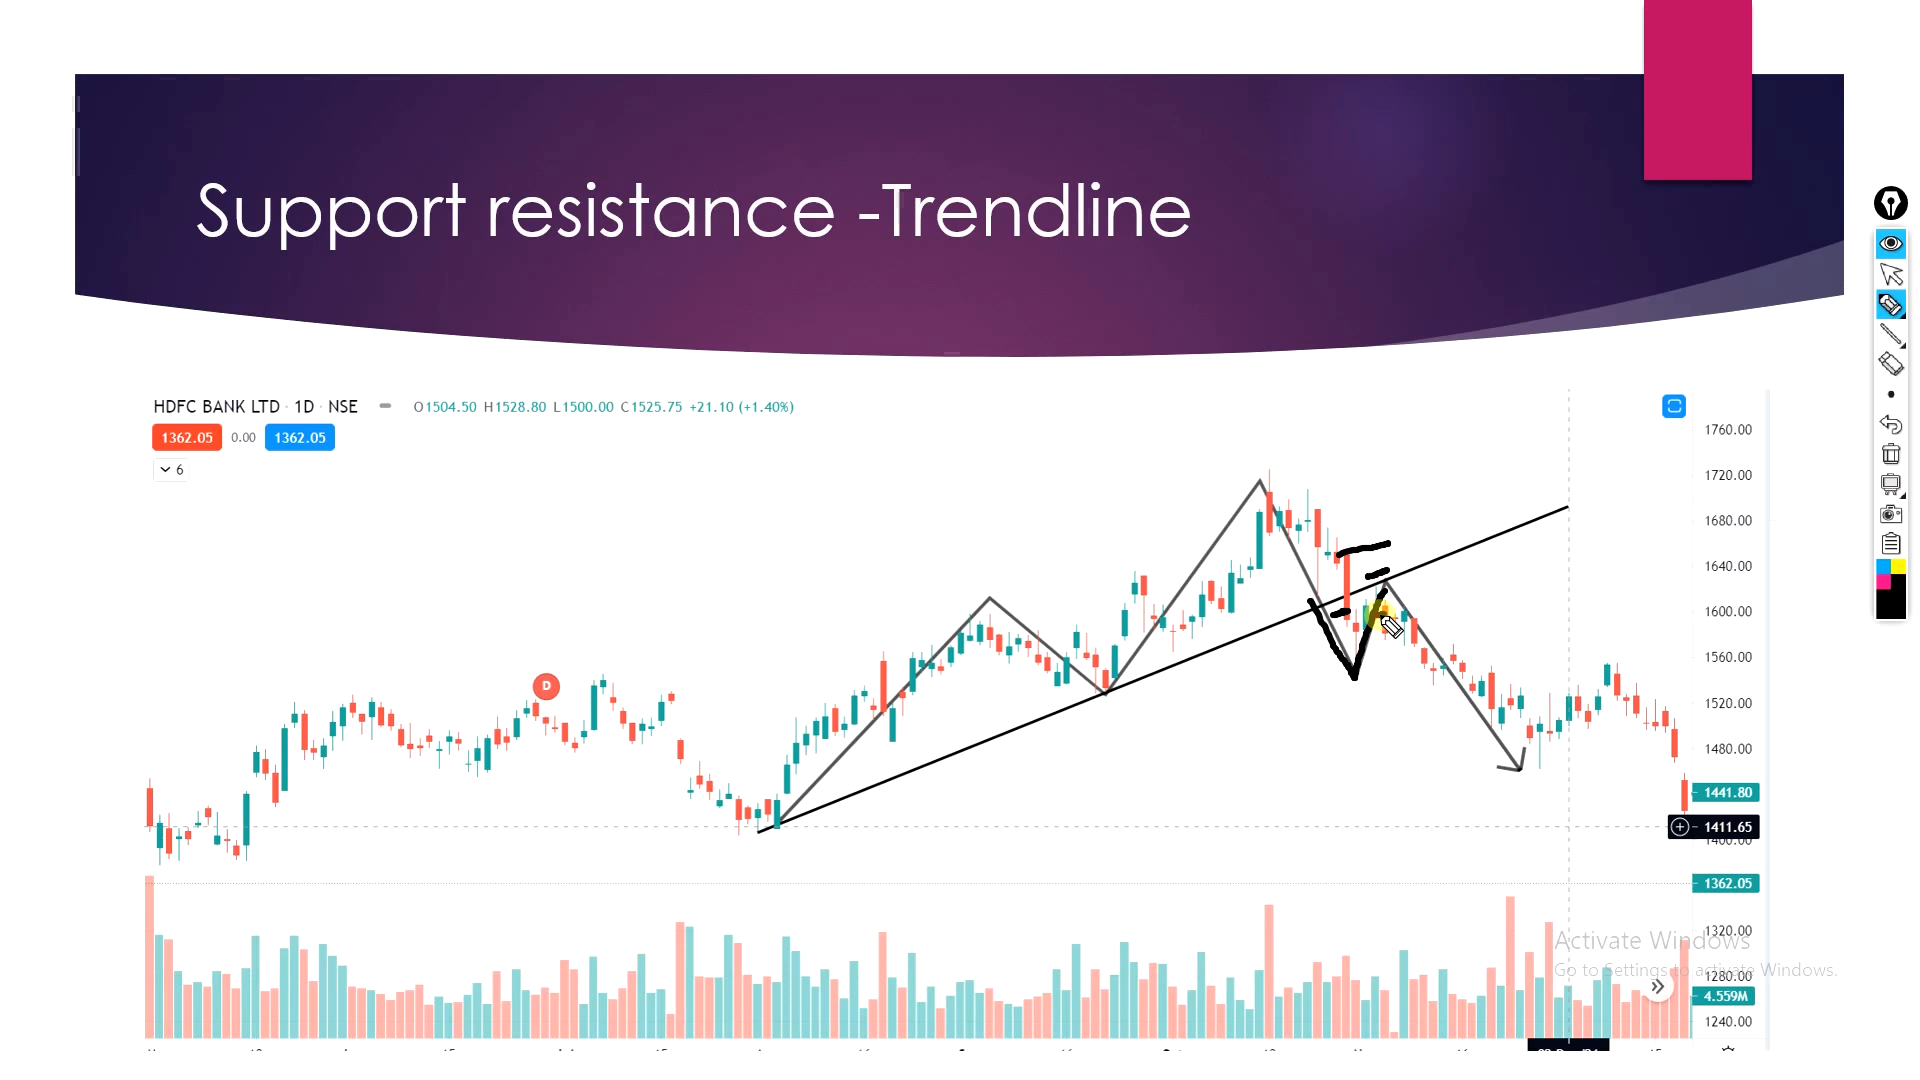 Support resistance -Trendline
HDFC BANK LTD · 1D · NSE O1504.50 H1528.80 L1500.00 C1525.75 +21.10 (+1.40%)
1362.05 0.00 1362.05
6
D
1760.00
1720.00
1680.00
1640.00
1600.00
1560.00
1520.00
1480.00
1441.80
1411.65
1400.00
1362.05
1320.00
1280.00
4.559M
1240.00
Activate Windows
Go to Settings to activate Windows.